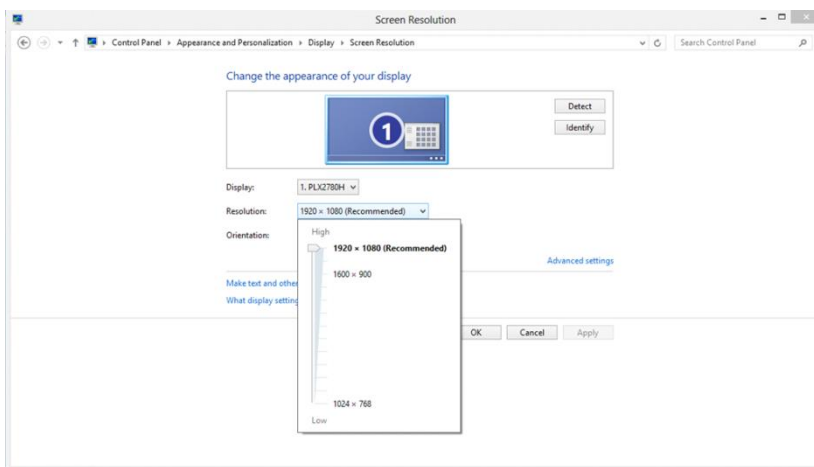 Screen Resolution
Control Panel Appearance and Personalization Display Screen Resolution
Search Control Panel
Change the appearance of your display
1
Detect
Identify
Display: 1. PLX2780H
Resolution: 1920 × 1080 (Recommended)
Orientation:
High
1920 × 1080 (Recommended)
1600 × 900
1024 × 768
Low
Advanced settings
Make text and other
What display setting
OK Cancel Apply